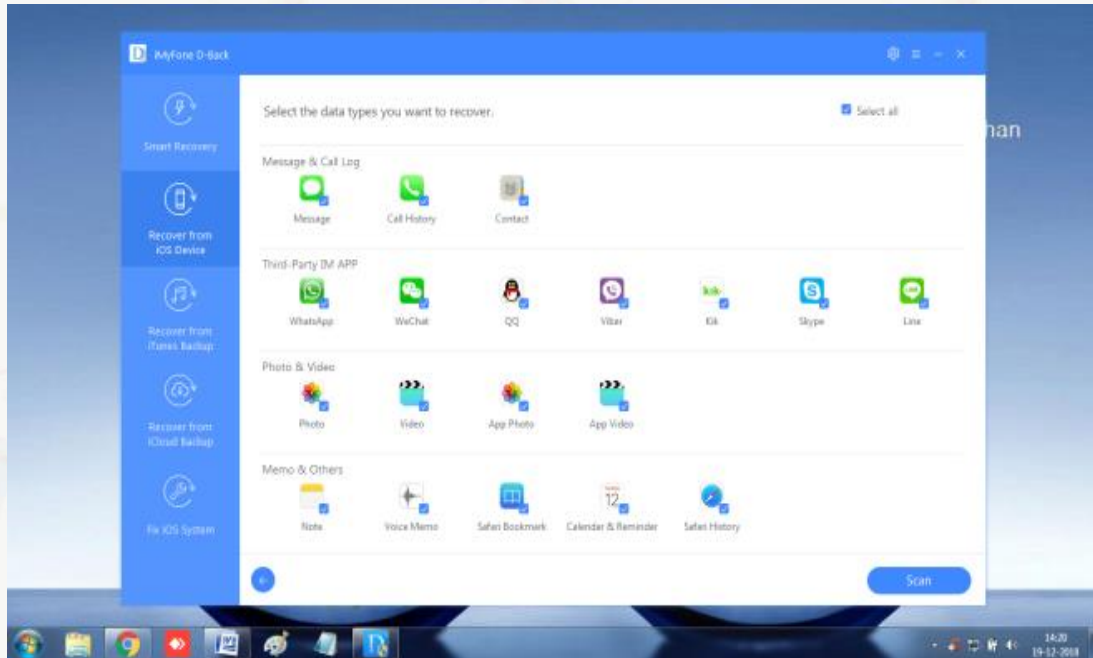 iMyFone D-Back
Smart Recovery
Recover from
iOS Device
Recover from
iTunes Backup
Recover from
iCloud Backup
Fix iOS System
Select the data types you want to recover.
Select all
Message & Call Log
Message Call History Contact
Third-Party IM APP
WhatsApp WeChat QQ Viber Kik Skype Line
Photo & Video
Photo Video App Photo App Video
Memo & Others
12
Note Voice Memo Safari Bookmark Calendar & Reminder Safari History
Scan
han
14:20
19-12-2018